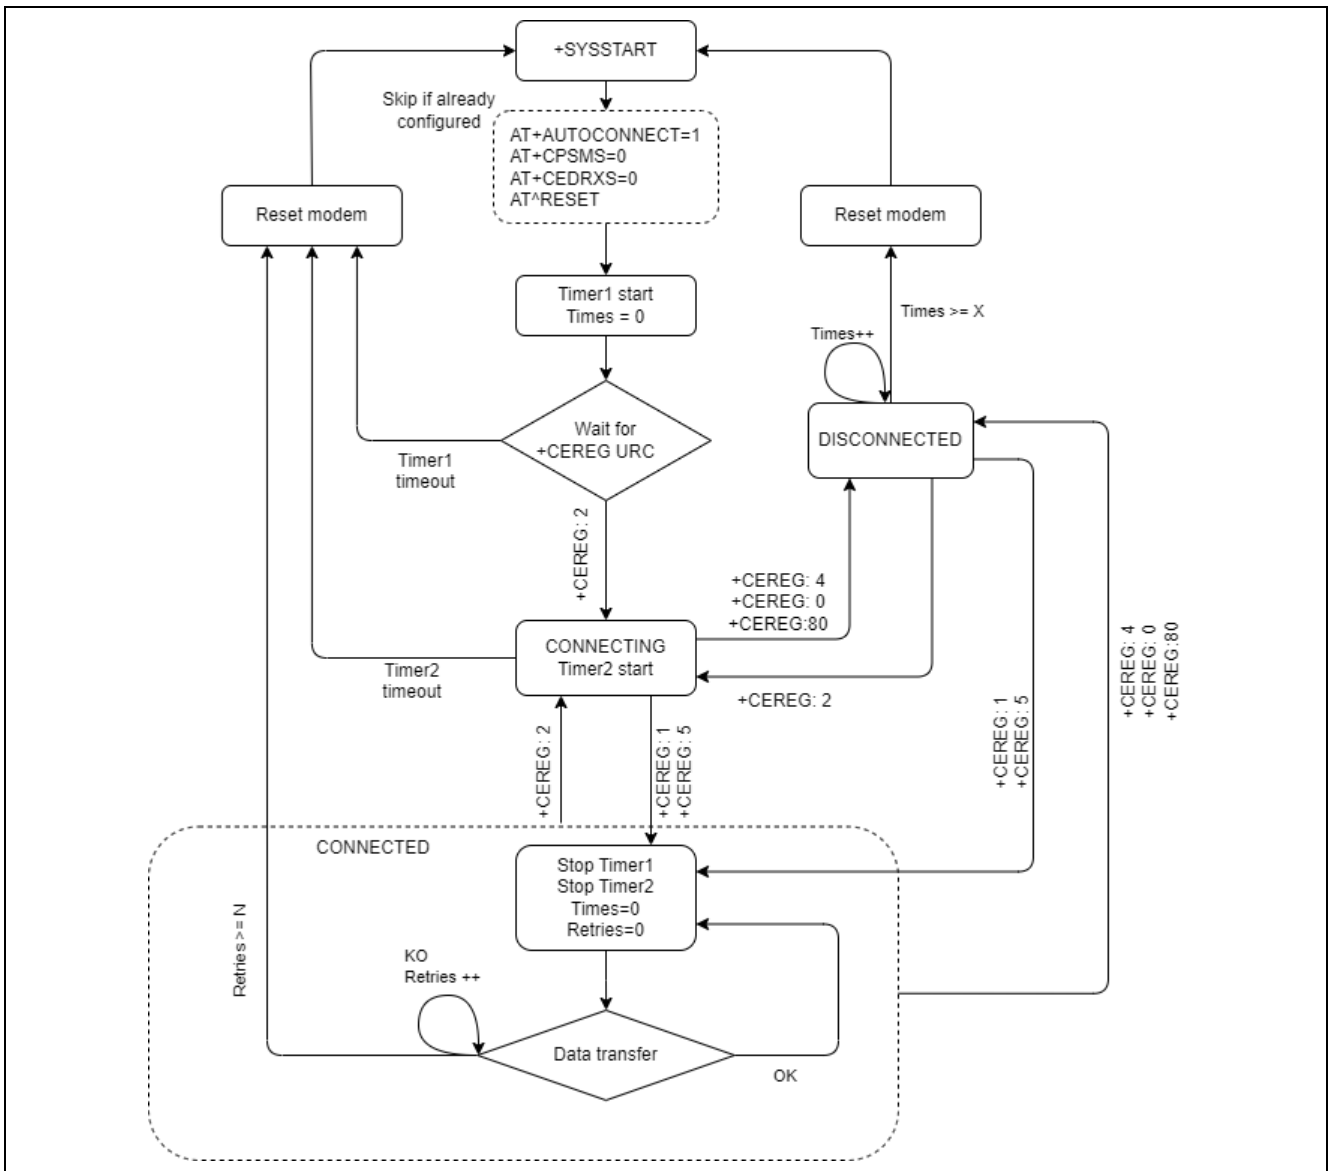 +SYSSTART
Skip if already
configured
AT+AUTOCONNECT=1
AT+CPSMS=0
AT+CEDRXS=0
AT^RESET
Reset modem
Reset modem
Timer1 start
Times = 0
Times >= X
Times++
Wait for
+CEREG URC
DISCONNECTED
Timer1
timeout
+CEREG: 2
+CEREG: 4
+CEREG: 0
+CEREG:80
CONNECTING
Timer2 start
Timer2
timeout
+CEREG: 2
+CEREG: 4
+CEREG: 0
+CEREG:80
+CEREG: 1
+CEREG: 5
+CEREG: 2
+CEREG: 1
+CEREG: 5
CONNECTED
Stop Timer1
Stop Timer2
Times=0
Retries=0
Retries >= N
KO
Retries ++
Data transfer
OK